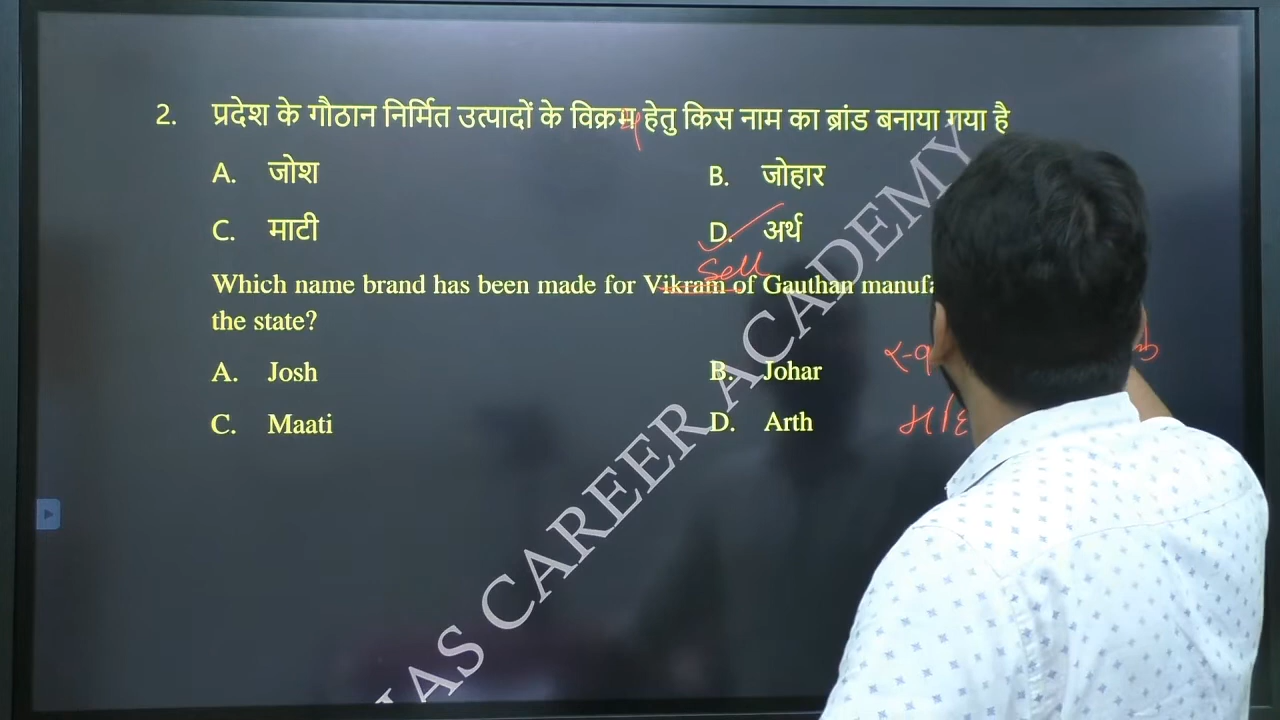 2. प्रदेश के गौठान निर्मित उत्पादों के विक्रम हेतु किस नाम का ब्रांड बनाया गया है
A. जोश B. जोहार
C. माटी D. अर्थ
Sell
Which name brand has been made for Vikram of Gauthan
the state?
A. Josh B. Johar
C. Maati D. Arth
CAREER ACADEMY